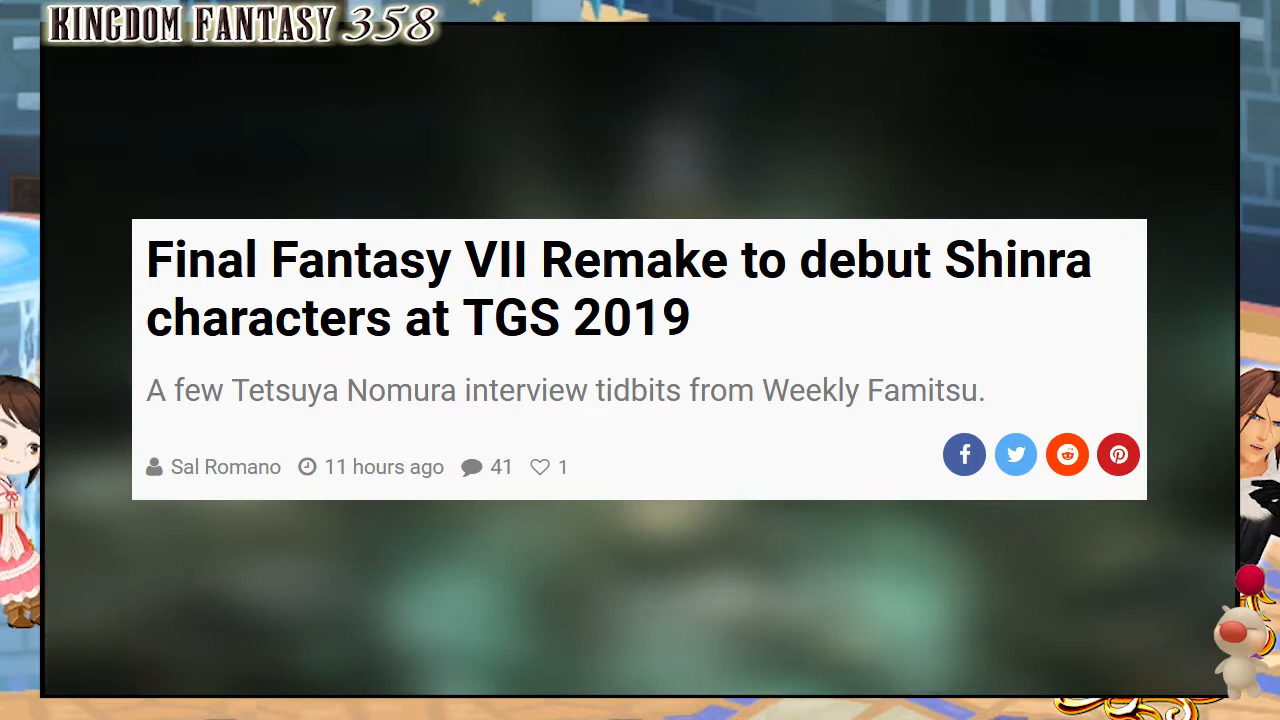 KINGDOM FANTASY 358
Final Fantasy VII Remake to debut Shinra
characters at TGS 2019
A few Tetsuya Nomura interview tidbits from Weekly Famitsu.
Sal Romano 11 hours ago 41 1